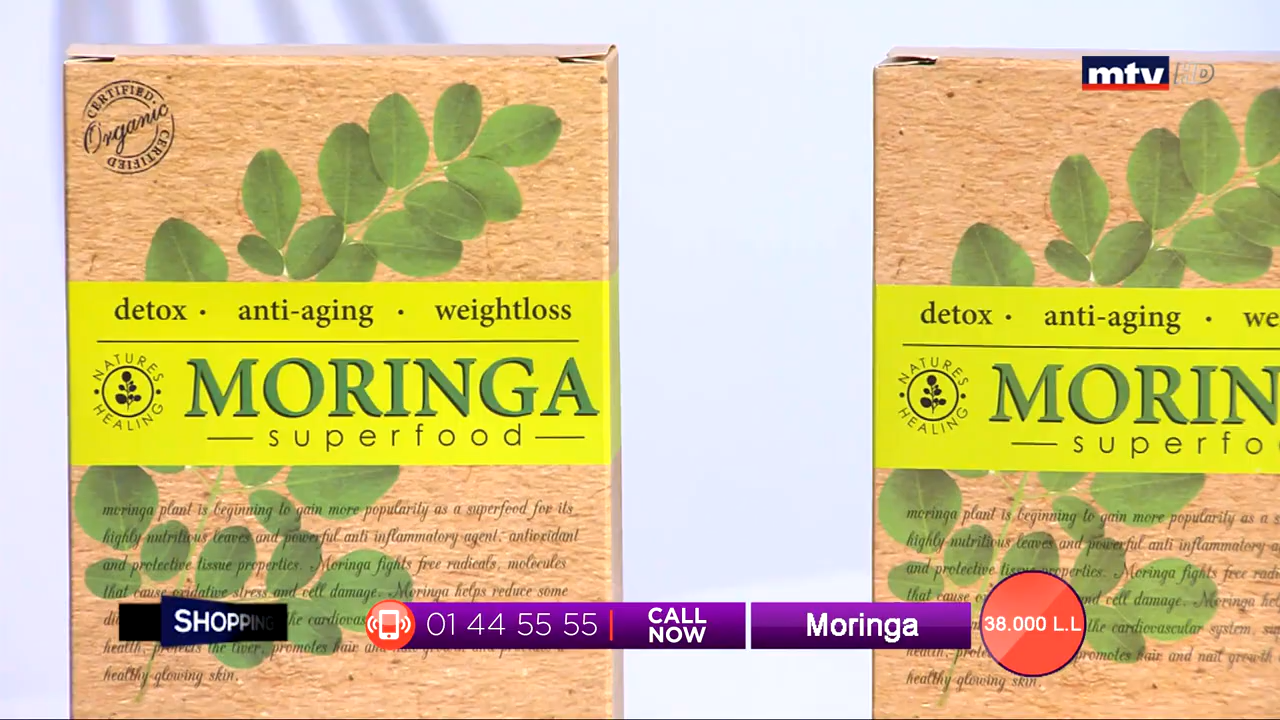 mtv HD
CERTIFIED
Organic
CERTIFIED
detox · anti-aging · weightloss
NATURES
HEALING
MORINGA
superfood
moringa plant is beginning to gain more popularity as a superfood for its
highly nutritious leaves and powerful anti inflammatory agent, antioxidant
and protective tissue properties. Moringa fights free radicals, molecules
that cause oxidative stress and cell damage. Moringa helps reduce some
health, protects the liver, promotes hair and nail growth and
healthy glowing skin.
detox · anti-aging · we
NATURES
HEALING
MORIN
superfo
moringa plant is beginning to gain more popularity as a s
highly nutritious leaves and powerful anti inflammatory a
and protective tissue properties. Moringa fights free radi
that cause oxidative stress and cell damage. Moringa hel
the cardiovascular system,
health, promotes hair and nail growth
healthy glowing skin.
SHOPPING
01 44 55 55
CALL
NOW
Moringa
38.000 L.L